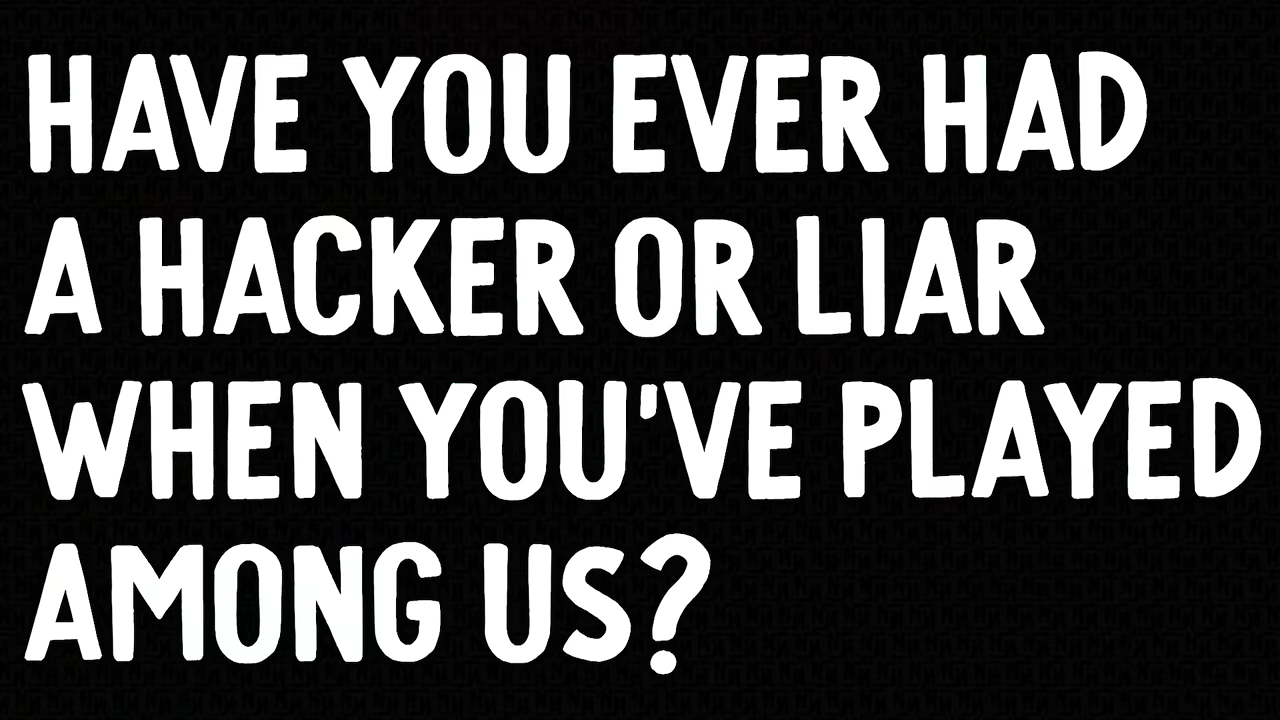 HAVE YOU EVER HAD
A HACKER OR LIAR
WHEN YOU'VE PLAYED
AMONG US?